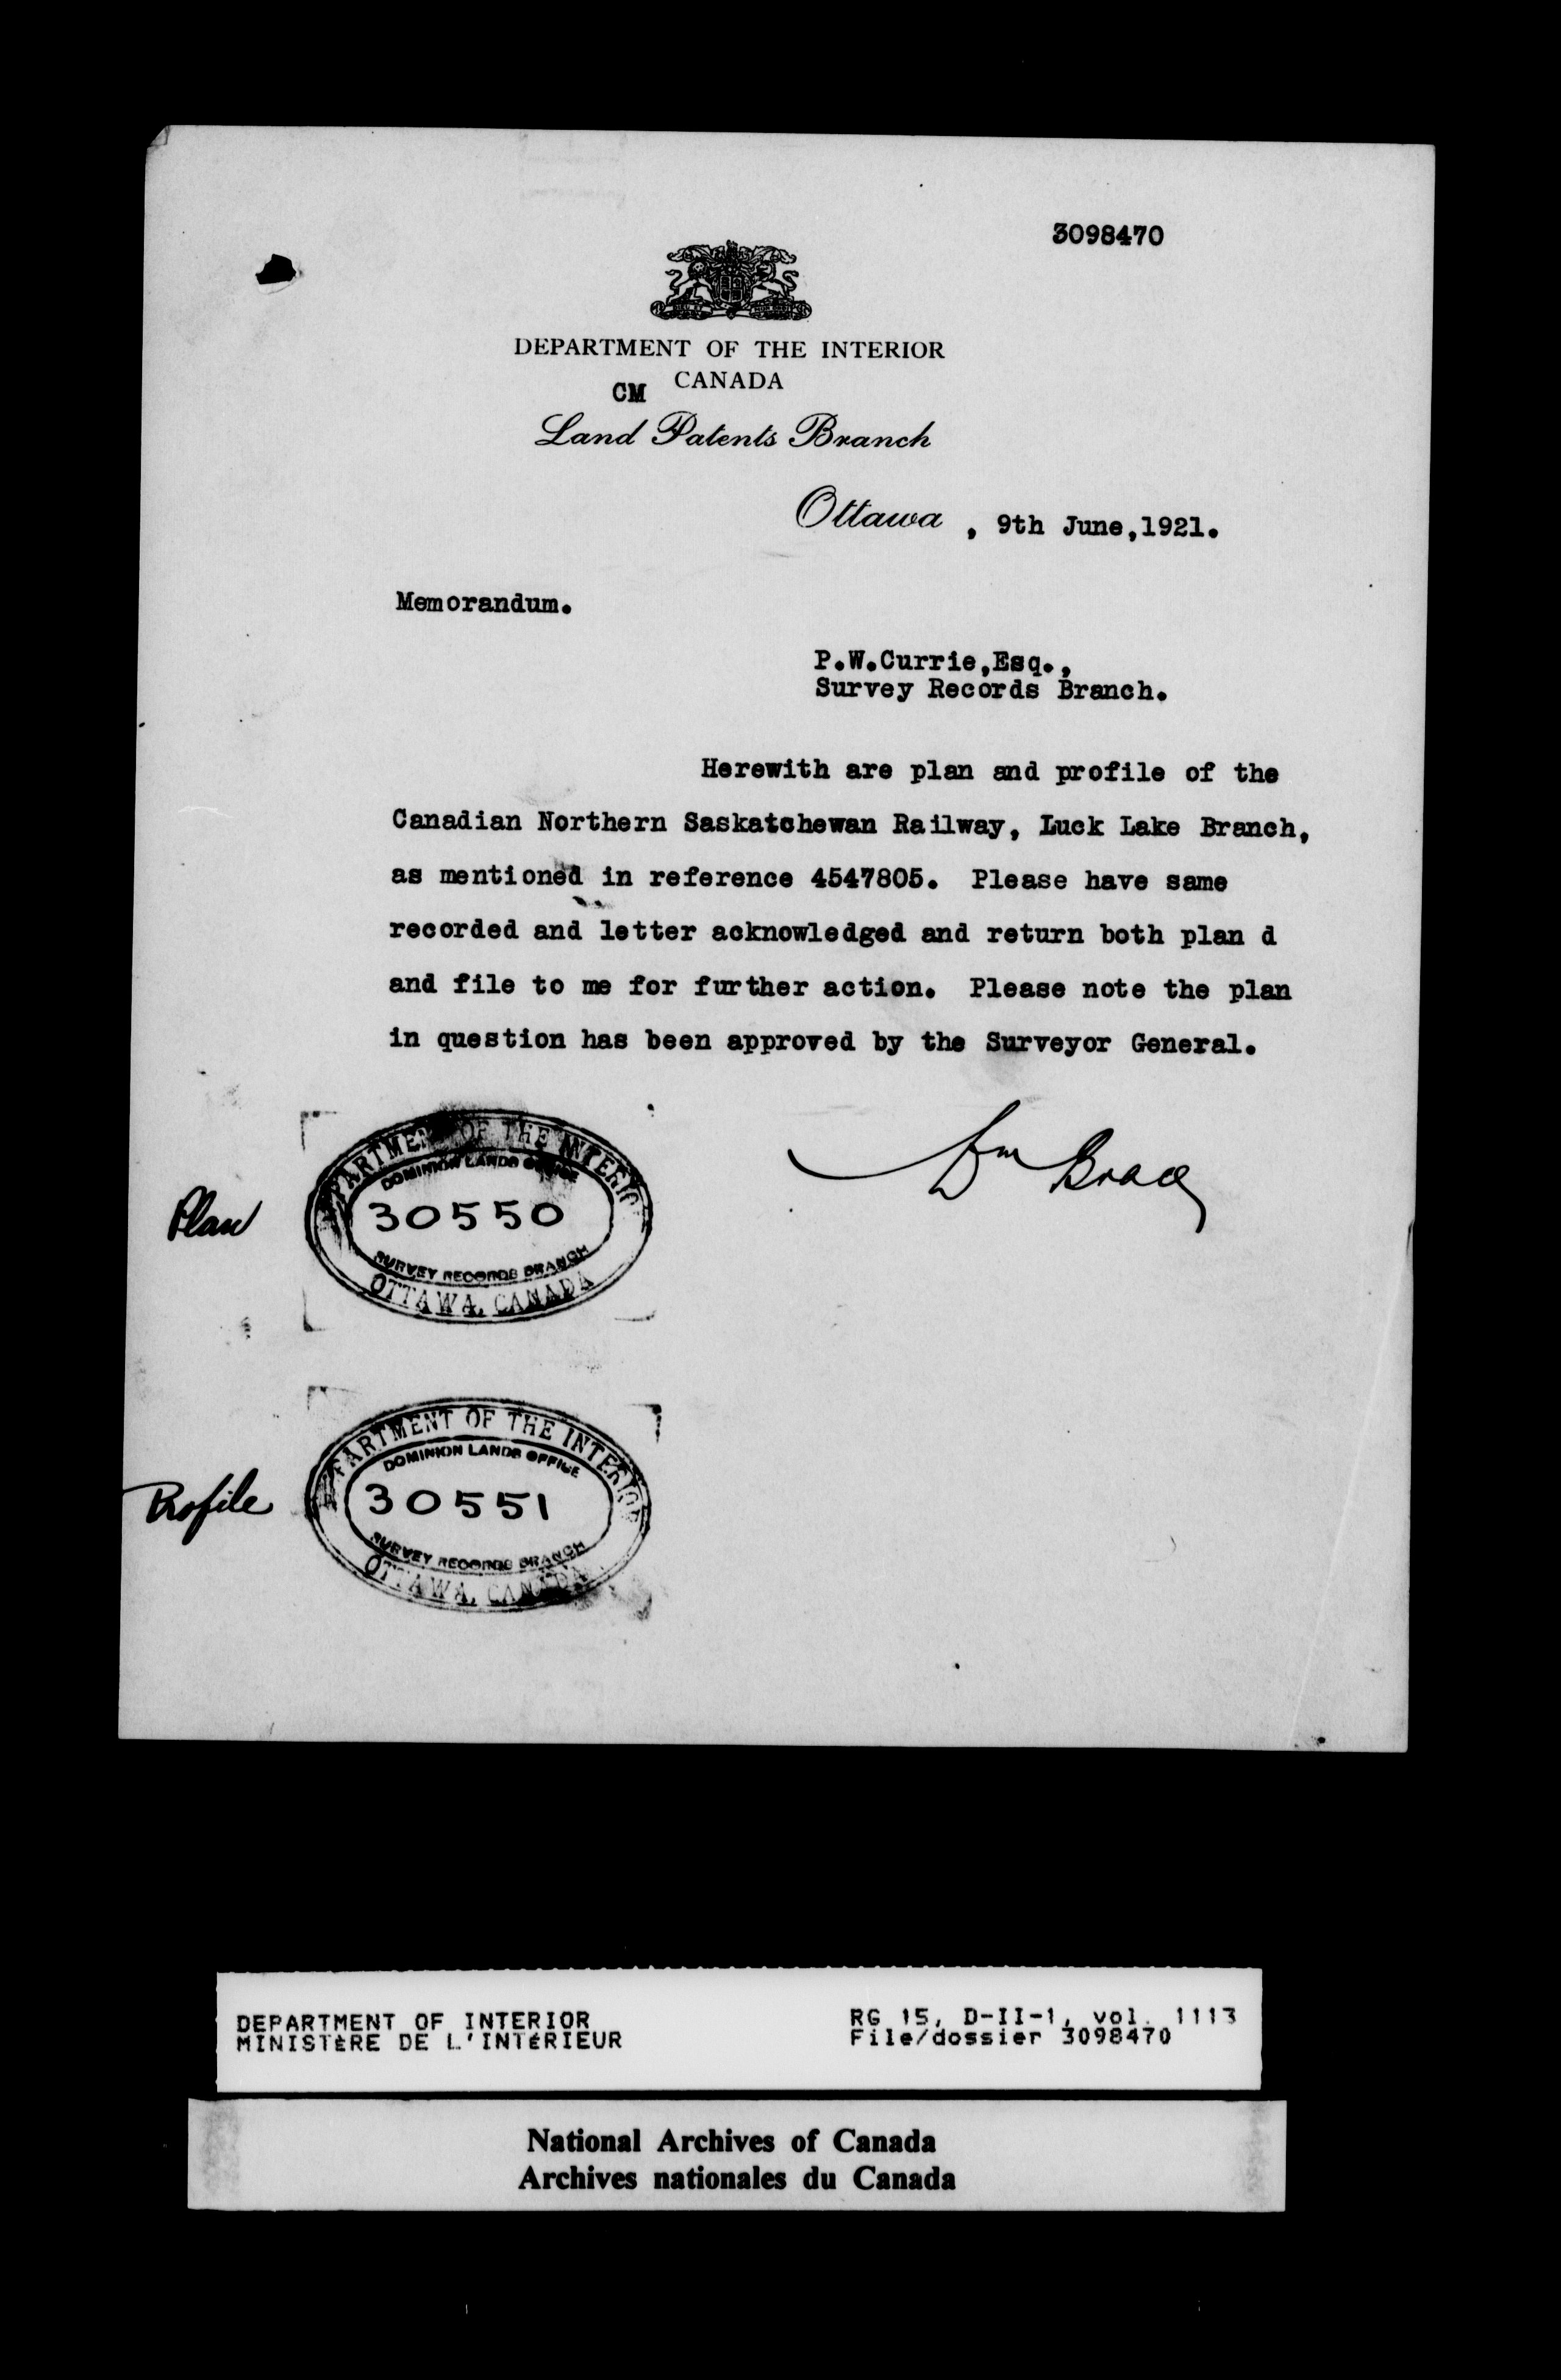 3098470
DEPARTMENT OF THE INTERIOR
CANADA
CM
Land Patents Branch
Ottawa , 9th June,1921.
Memorandum.
P.W.Currie,Esq.,
Survey Records Branch.
Herewith are plan and profile of the
Canadian Northern Saskatchewan Railway, Luck Lake Branch,
as mentioned in reference 4547805. Please have same
recorded and letter acknowledged and return both plan d
and file to me for further action. Please note the plan
in question has been approved by the Surveyor General.
Plan
DEPARTMENT OF THE INTERIOR
DOMINION LANDS OFFICE
30550
SURVEY RECORDS BRANCH
OTTAWA, CANADA
Profile
DEPARTMENT OF THE INTERIOR
DOMINION LANDS OFFICE
30551
SURVEY RECORDS BRANCH
OTTAWA, CANADA
DEPARTMENT OF INTERIOR
MINISTÈRE DE L'INTÉRIEUR
RG 15, D-II-1, vol. 1113
File/dossier 3098470
National Archives of Canada
Archives nationales du Canada